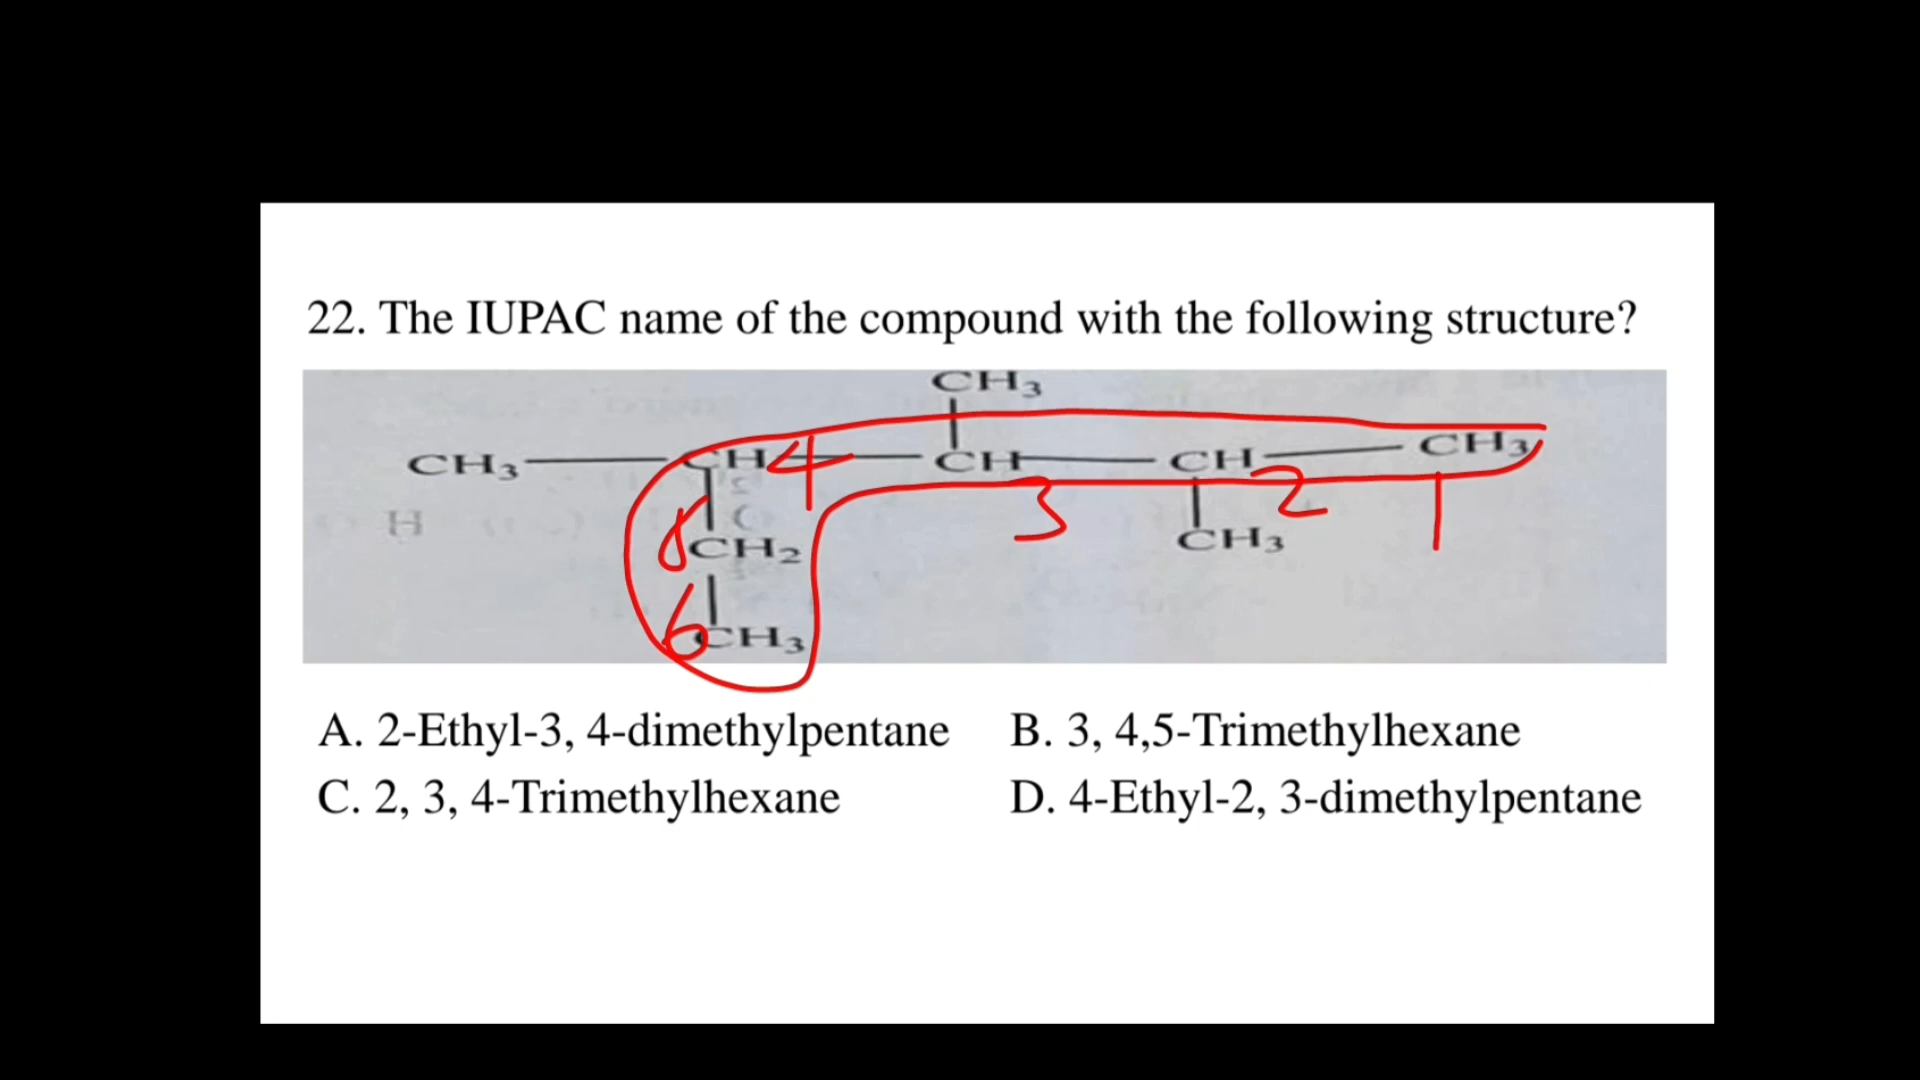 22. The IUPAC name of the compound with the following structure?
CH3
CH3 CH 4 CH CH CH3
H 3 2 1
CH2 CH3
6 CH3
A. 2-Ethyl-3, 4-dimethylpentane B. 3, 4,5-Trimethylhexane
C. 2, 3, 4-Trimethylhexane D. 4-Ethyl-2, 3-dimethylpentane